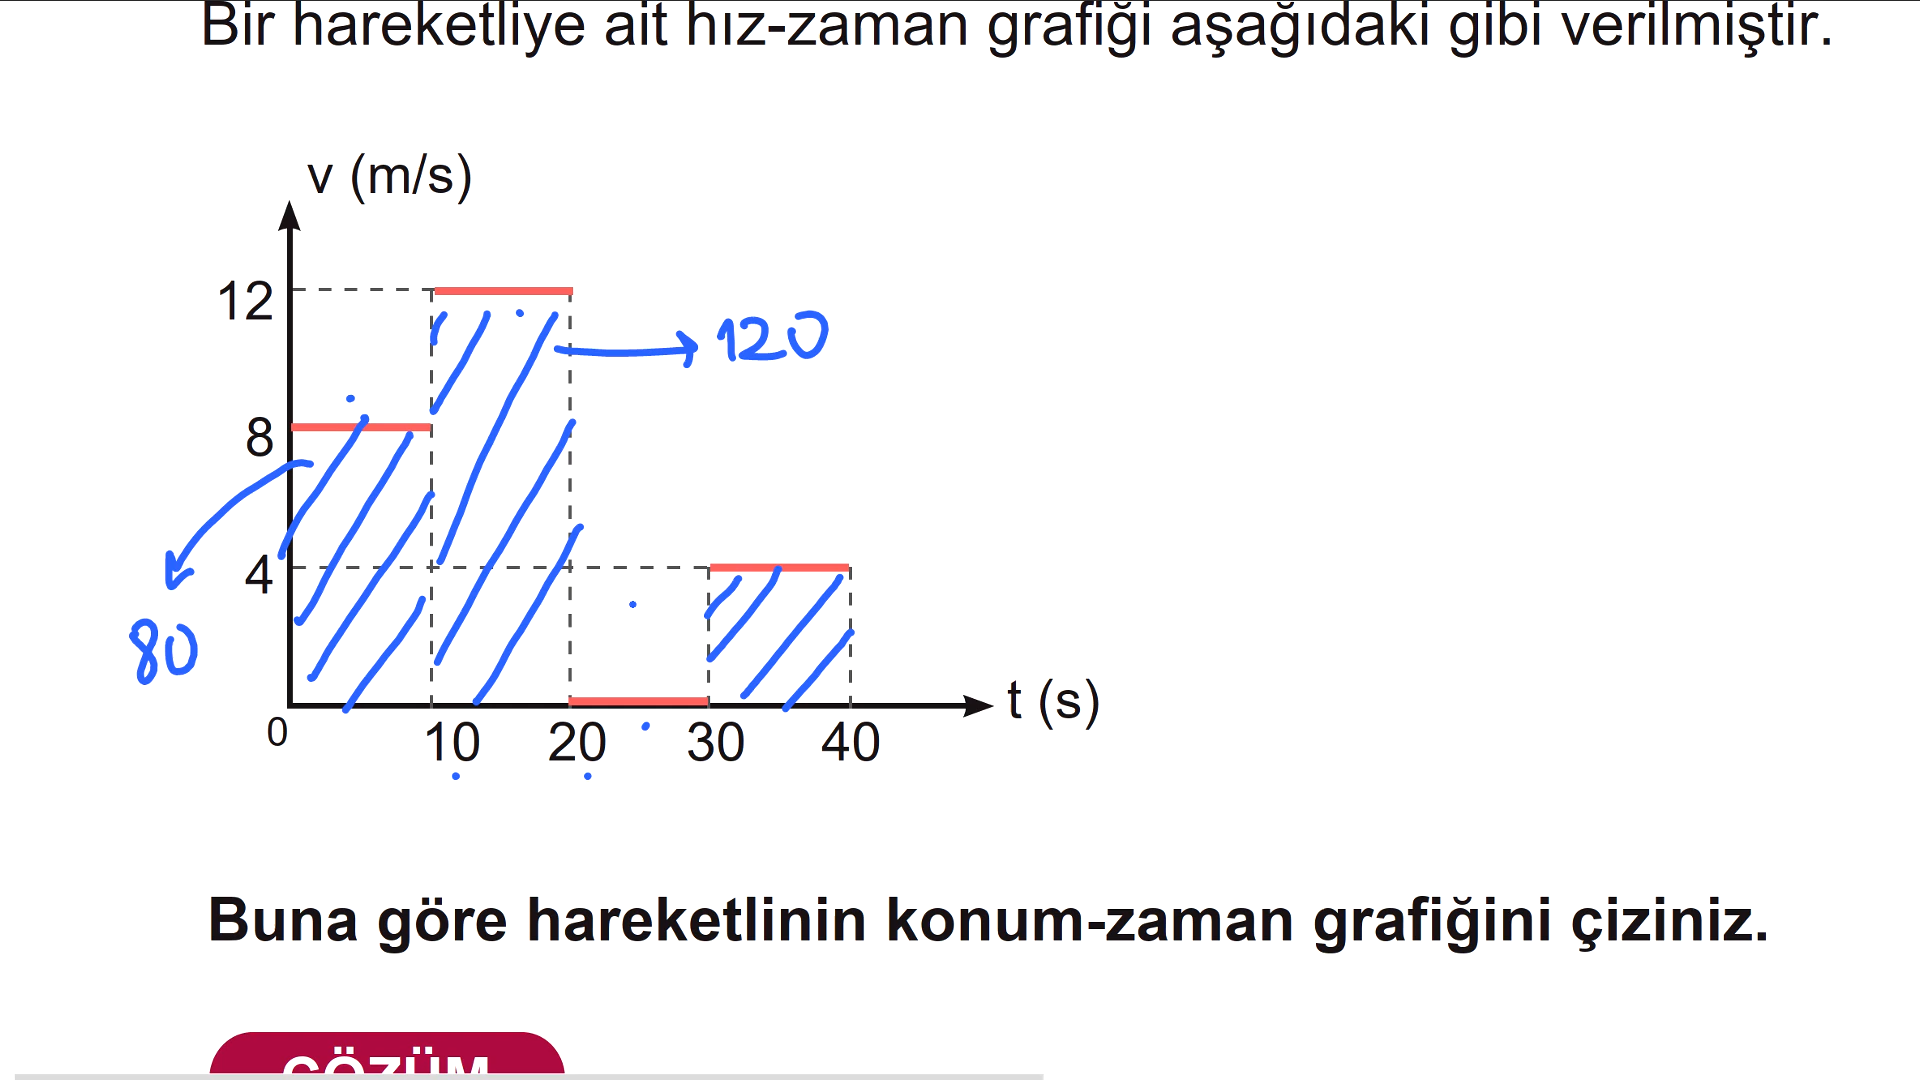 Bir hareketliye ait hız-zaman grafiği aşağıdaki gibi verilmiştir.
v (m/s)
12
120
8
4
80
t (s)
0
10 20 30 40
Buna göre hareketlinin konum-zaman grafiğini çiziniz.
ÇÖZÜM